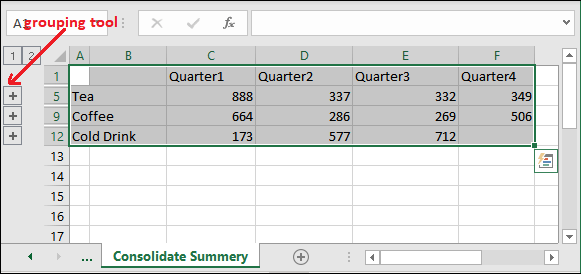 A1 grouping tool
fx
1 2 A B C D E F
1 Quarter1 Quarter2 Quarter3 Quarter4
5 Tea 888 337 332 349
9 Coffee 664 286 269 506
12 Cold Drink 173 577 712
13
14
15
16
17
... Consolidate Summery